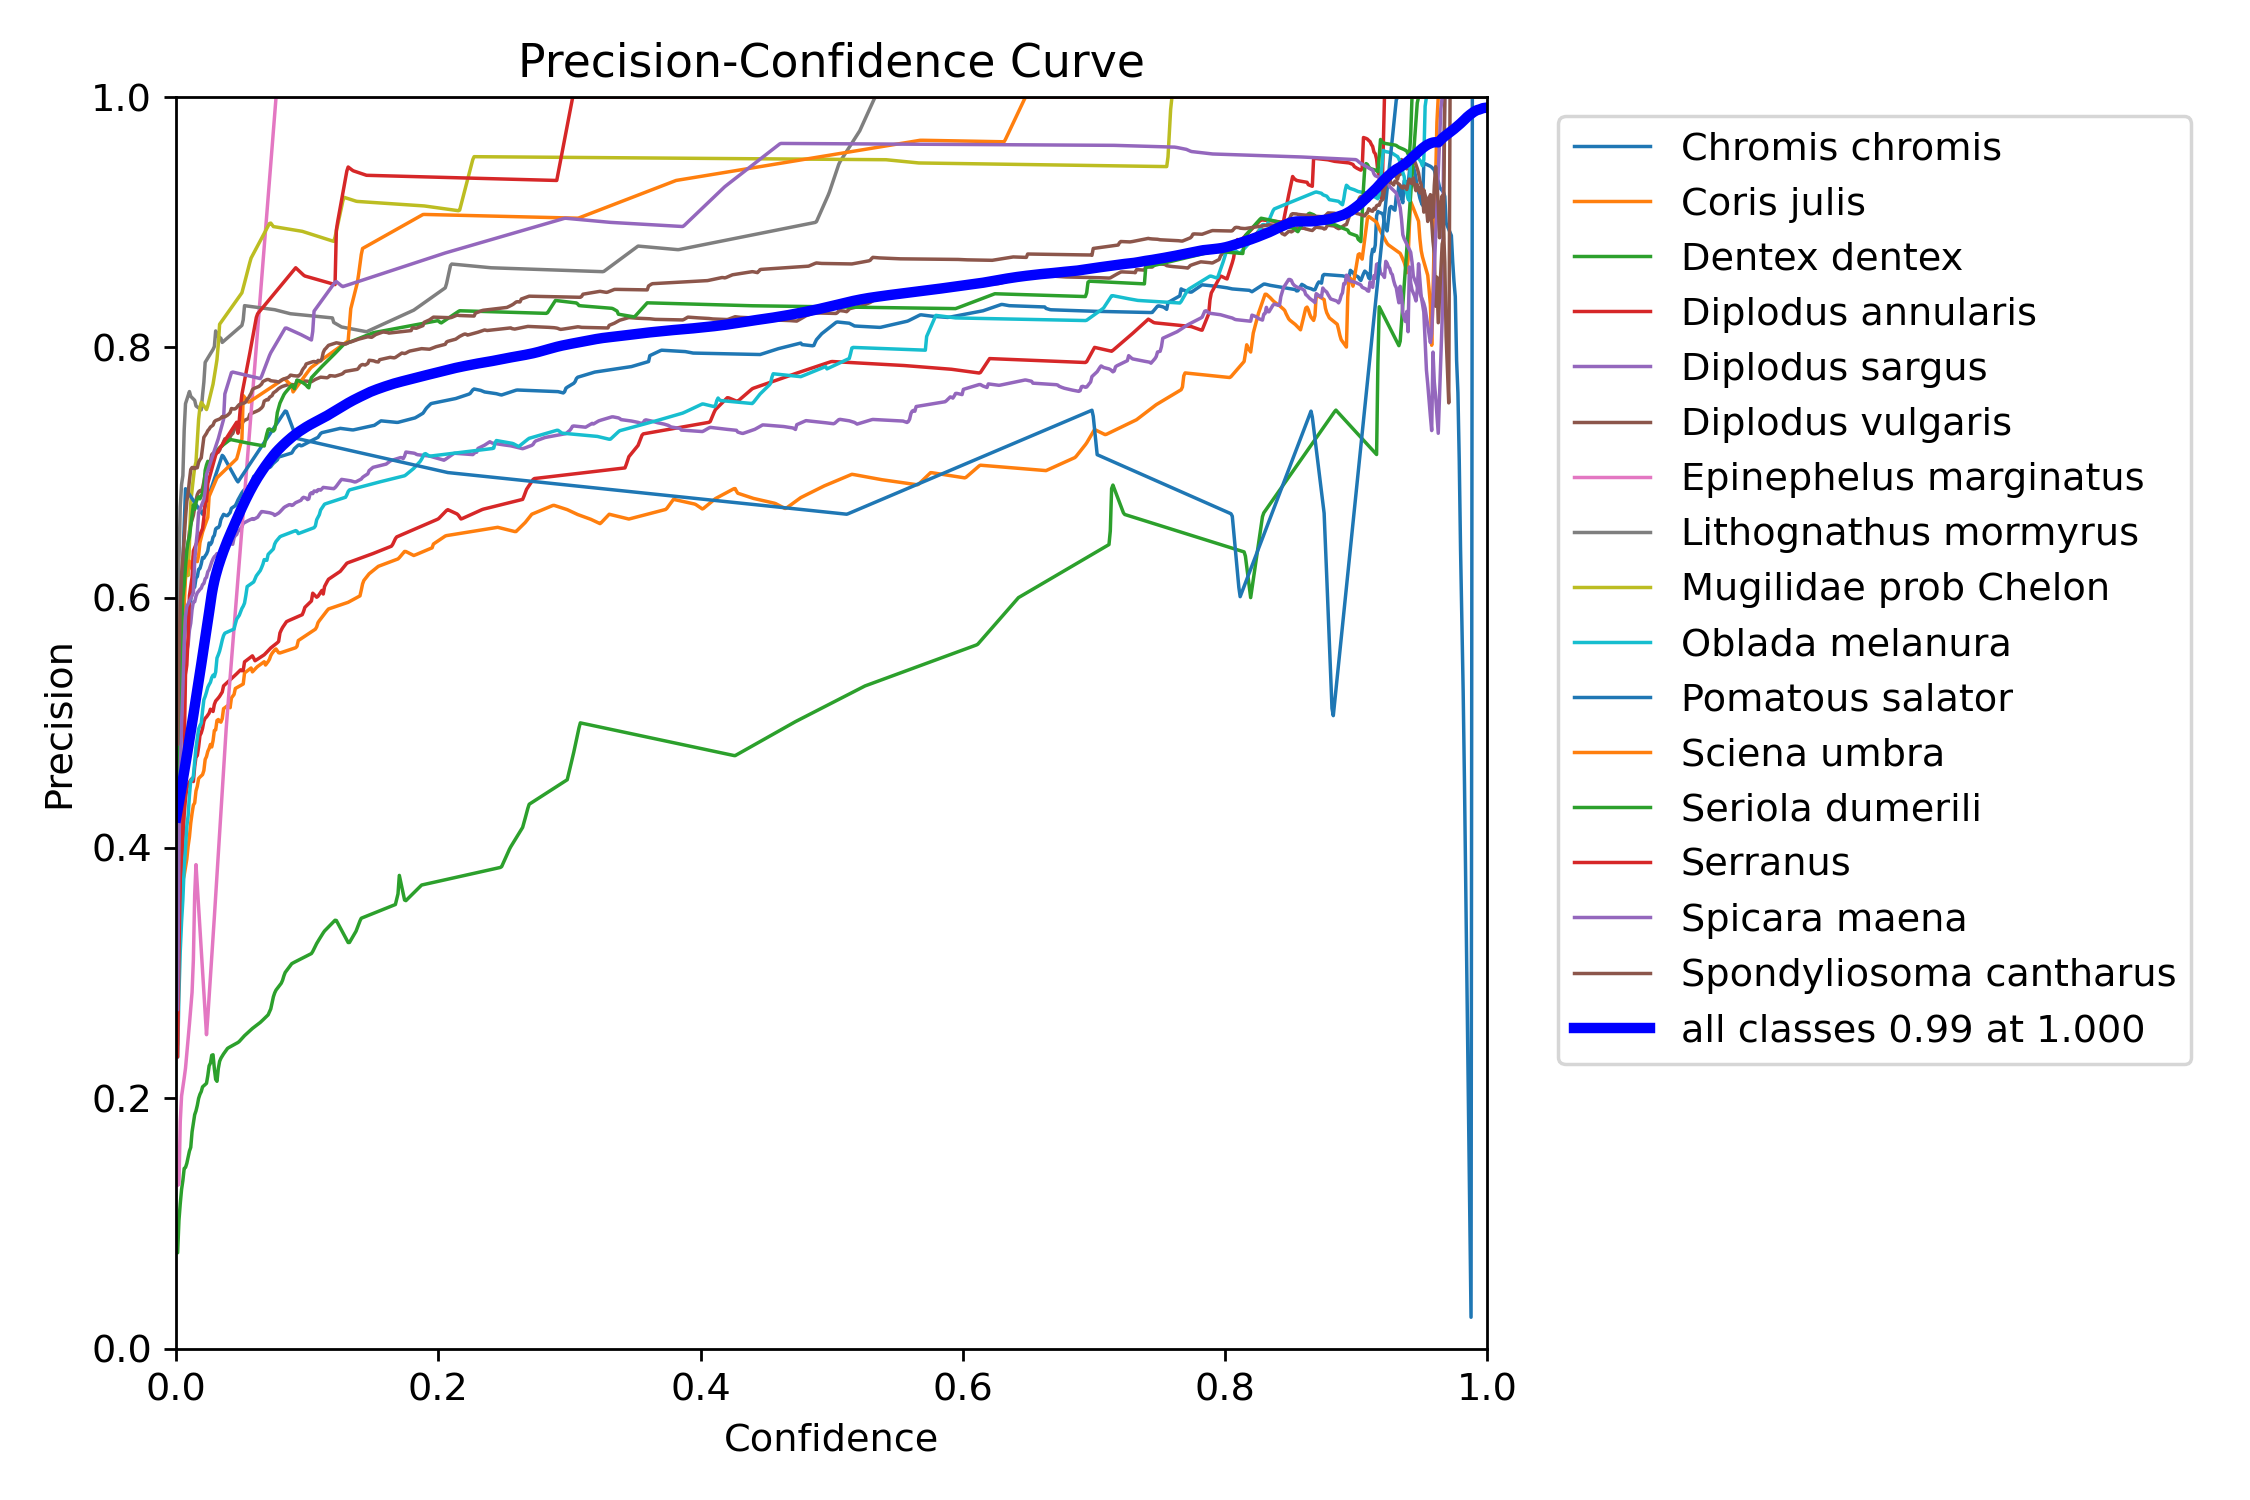 Precision-Confidence Curve
1.0
0.8
0.6
0.4
0.2
0.0
Precision
0.0 0.2 0.4 0.6 0.8 1.0
Confidence
Chromis chromis
Coris julis
Dentex dentex
Diplodus annularis
Diplodus sargus
Diplodus vulgaris
Epinephelus marginatus
Lithognathus mormyrus
Mugilidae prob Chelon
Oblada melanura
Pomatous salator
Sciena umbra
Seriola dumerili
Serranus
Spicara maena
Spondyliosoma cantharus
all classes 0.99 at 1.000